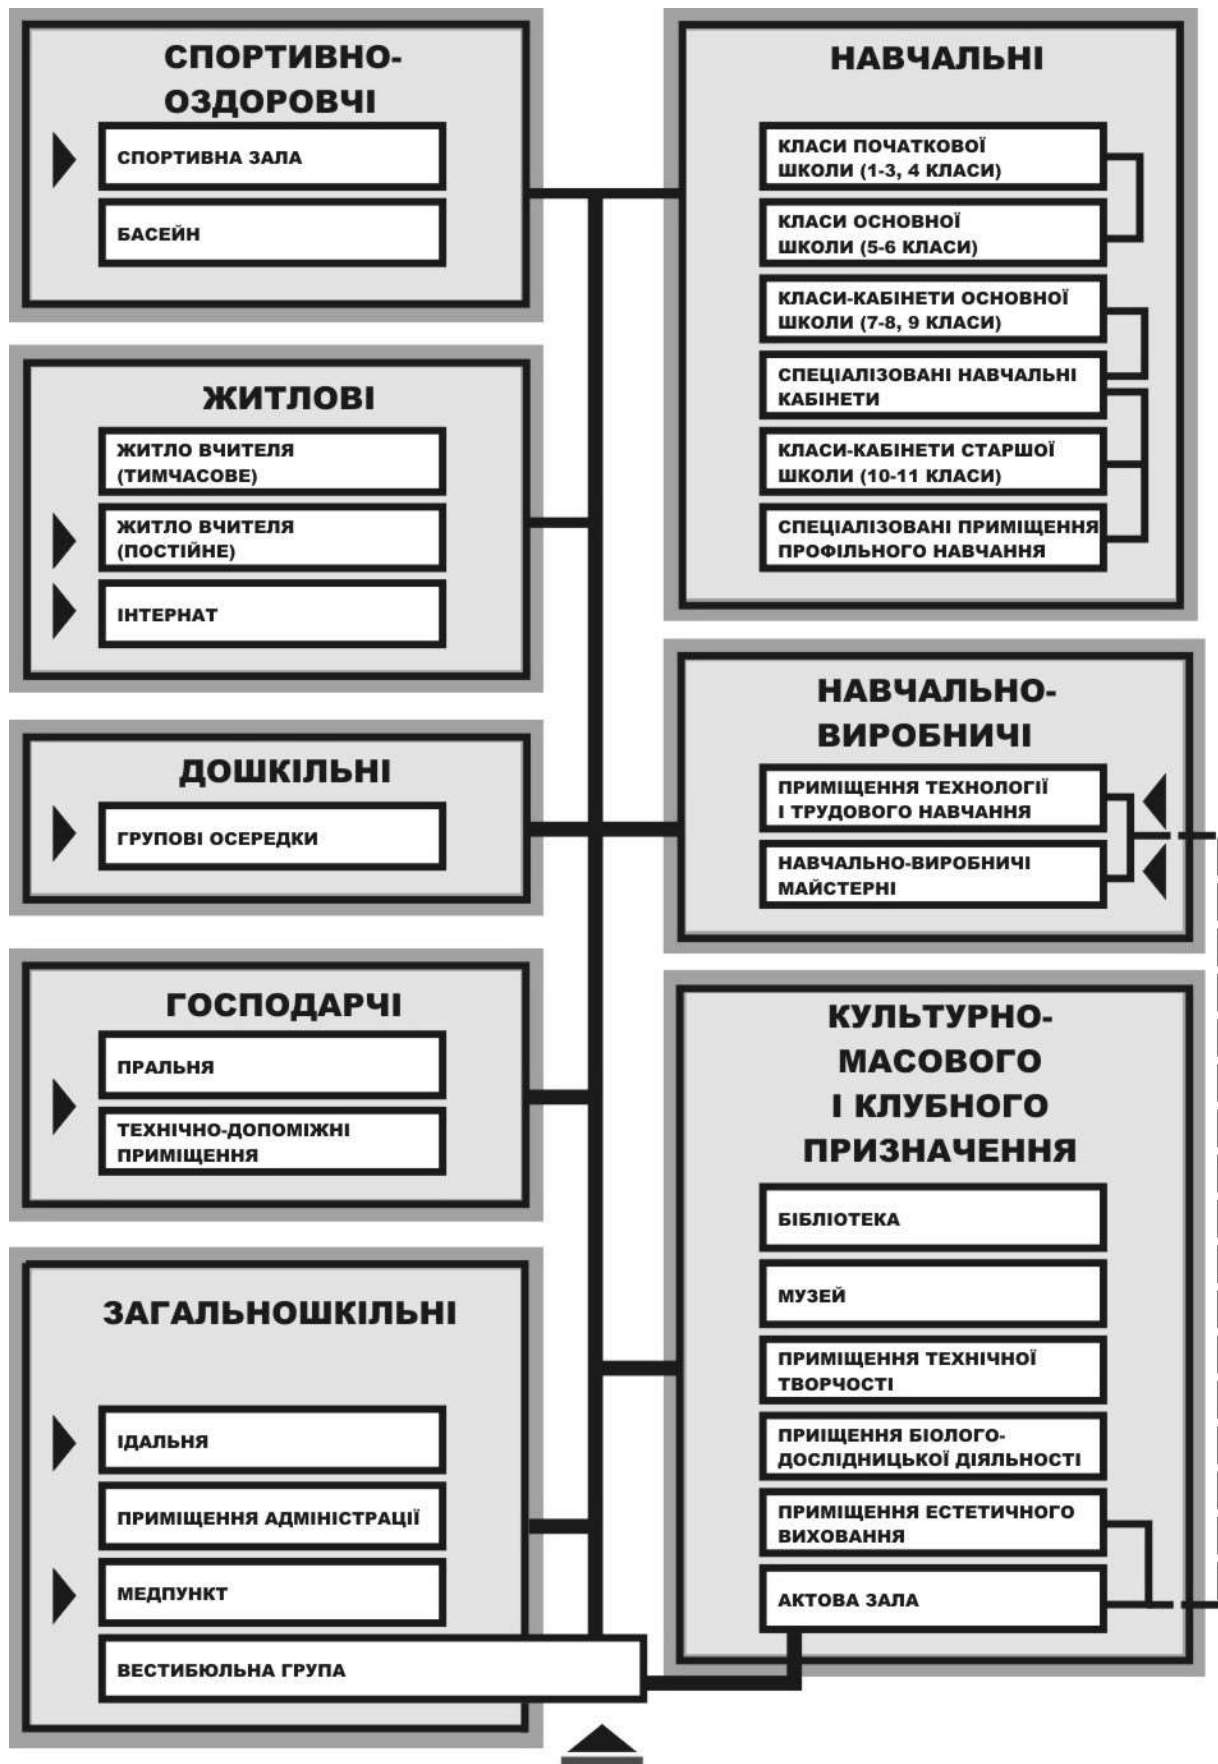 СПОРТИВНО-
ОЗДОРОВЧІ
СПОРТИВНА ЗАЛА
БАСЕЙН
ЖИТЛОВІ
ЖИТЛО ВЧИТЕЛЯ
(ТИМЧАСОВЕ)
ЖИТЛО ВЧИТЕЛЯ
(ПОСТІЙНЕ)
ІНТЕРНАТ
ДОШКІЛЬНІ
ГРУПОВІ ОСЕРЕДКИ
ГОСПОДАРЧІ
ПРАЛЬНЯ
ТЕХНІЧНО-ДОПОМІЖНІ
ПРИМІЩЕННЯ
ЗАГАЛЬНОШКІЛЬНІ
ЇДАЛЬНЯ
ПРИМІЩЕННЯ АДМІНІСТРАЦІЇ
МЕДПУНКТ
ВЕСТИБЮЛЬНА ГРУПА
НАВЧАЛЬНІ
КЛАСИ ПОЧАТКОВОЇ
ШКОЛИ (1-3, 4 КЛАСИ)
КЛАСИ ОСНОВНОЇ
ШКОЛИ (5-6 КЛАСИ)
КЛАСИ-КАБІНЕТИ ОСНОВНОЇ
ШКОЛИ (7-8, 9 КЛАСИ)
СПЕЦІАЛІЗОВАНІ НАВЧАЛЬНІ
КАБІНЕТИ
КЛАСИ-КАБІНЕТИ СТАРШОЇ
ШКОЛИ (10-11 КЛАСИ)
СПЕЦІАЛІЗОВАНІ ПРИМІЩЕННЯ
ПРОФІЛЬНОГО НАВЧАННЯ
НАВЧАЛЬНО-
ВИРОБНИЧІ
ПРИМІЩЕННЯ ТЕХНОЛОГІЇ
І ТРУДОВОГО НАВЧАННЯ
НАВЧАЛЬНО-ВИРОБНИЧІ
МАЙСТЕРНІ
КУЛЬТУРНО-
МАСОВОГО
І КЛУБНОГО
ПРИЗНАЧЕННЯ
БІБЛІОТЕКА
МУЗЕЙ
ПРИМІЩЕННЯ ТЕХНІЧНОЇ
ТВОРЧОСТІ
ПРИІЩЕННЯ БІОЛОГО-
ДОСЛІДНИЦЬКОЇ ДІЯЛЬНОСТІ
ПРИМІЩЕННЯ ЕСТЕТИЧНОГО
ВИХОВАННЯ
АКТОВА ЗАЛА